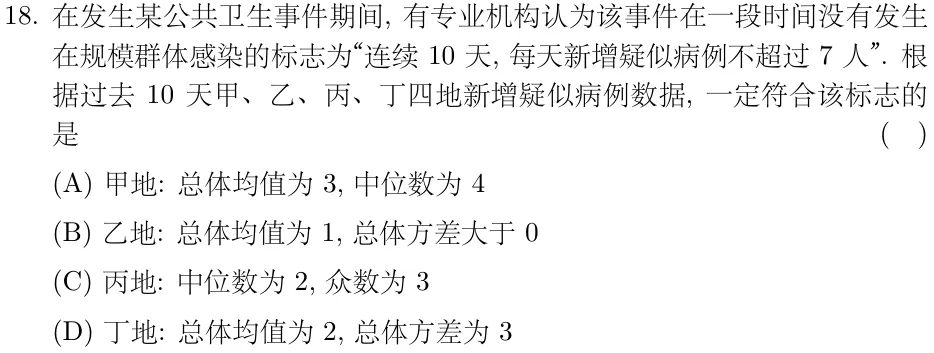 18. 在发生某公共卫生事件期间, 有专业机构认为该事件在一段时间没有发生
在规模群体感染的标志为“连续 10 天, 每天新增疑似病例不超过 7 人”. 根
据过去 10 天甲、乙、丙、丁四地新增疑似病例数据, 一定符合该标志的
是 ( )
(A) 甲地: 总体均值为 3, 中位数为 4
(B) 乙地: 总体均值为 1, 总体方差大于 0
(C) 丙地: 中位数为 2, 众数为 3
(D) 丁地: 总体均值为 2, 总体方差为 3